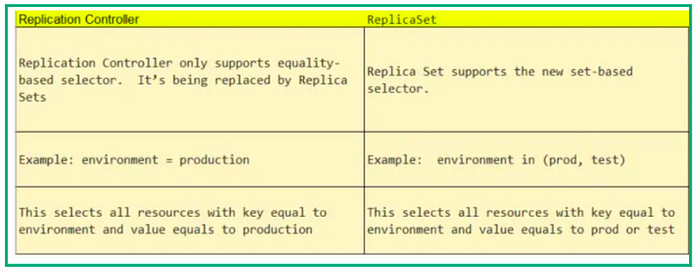 Replication Controller
ReplicaSet
Replication Controller only supports equality-
based selector.  It's being replaced by Replica
Sets
Replica Set supports the new set-based
selector.
Example: environment = production
Example:  environment in (prod, test)
This selects all resources with key equal to
environment and value equals to production
This selects all resources with key equal to
environment and value equals to prod or test